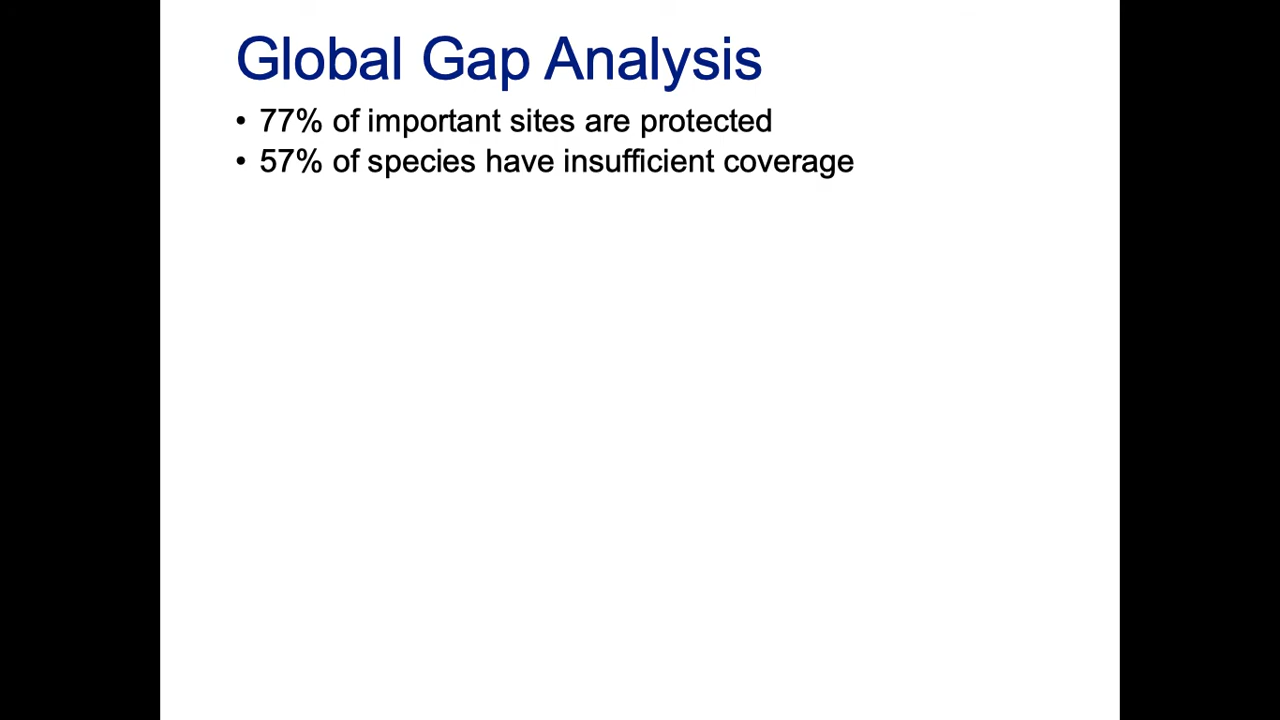 Global Gap Analysis
• 77% of important sites are protected
• 57% of species have insufficient coverage